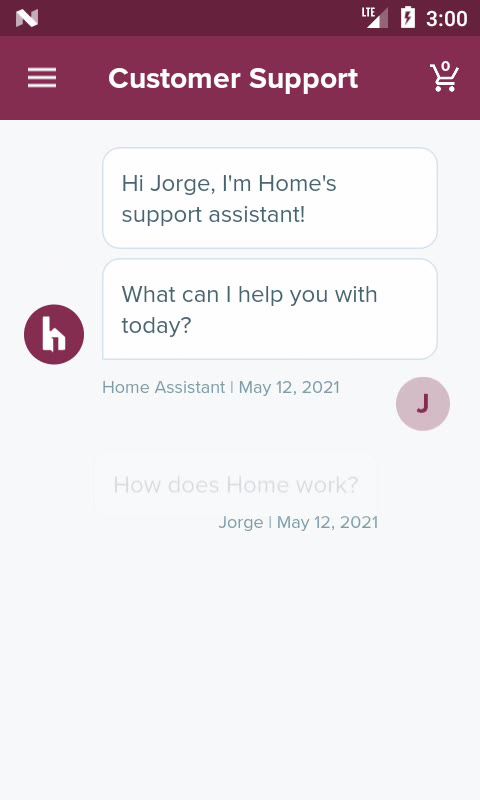 LTE
3:00
Customer Support
0
Hi Jorge, I'm Home's
support assistant!
What can I help you with
today?
h
Home Assistant | May 12, 2021
J
How does Home work?
Jorge | May 12, 2021